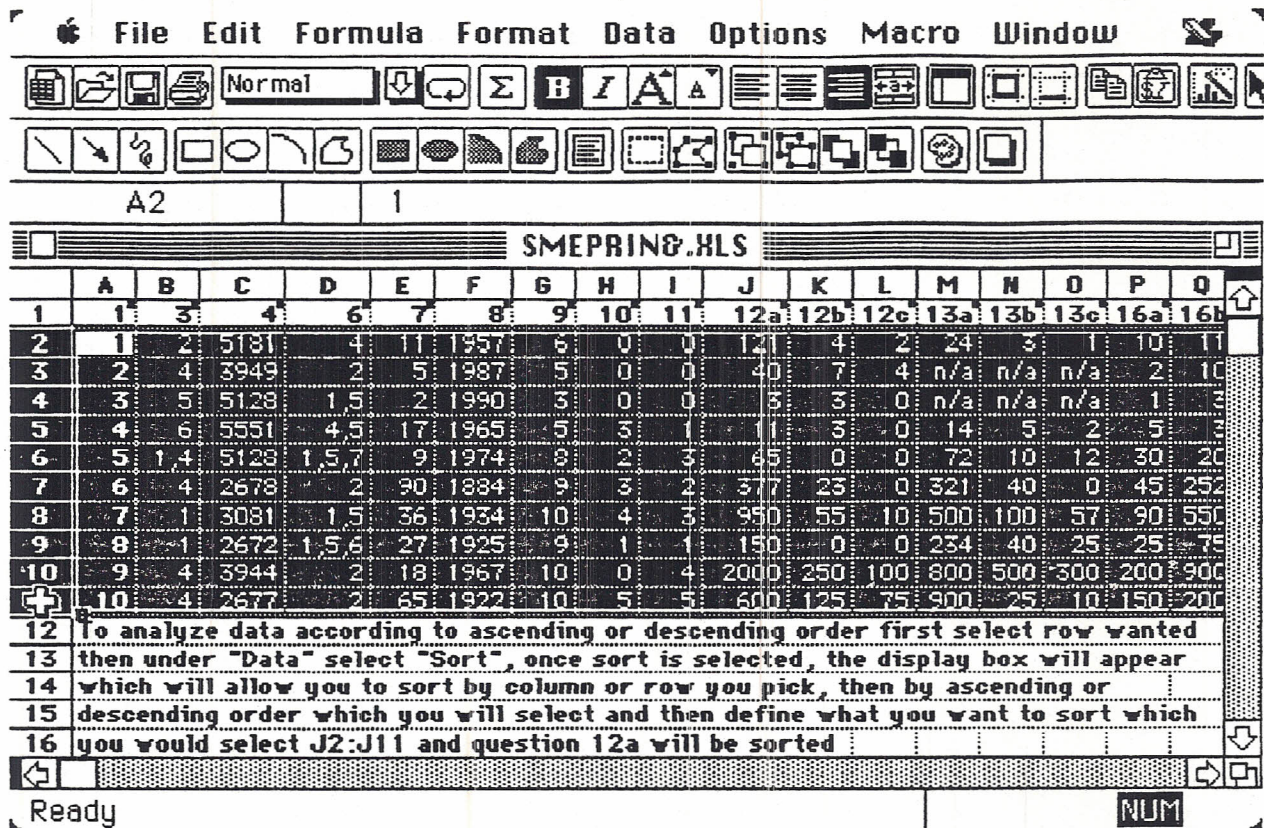 File Edit Formula Format Data Options Macro Window
Normal Σ B I A A +a+
A2 1
SMEPRIN&.XLS
A B C D E F G H I J K L M N O P Q
1 1 3 4 6 7 8 9 10 11 12a 12b 12c 13a 13b 13c 16a 16b
2 1 2 5181 4 11 1957 6 0 0 121 4 2 24 3 1 10 11
3 2 4 3949 2 5 1987 5 0 0 40 7 4 n/a n/a n/a 2 10
4 3 5 5128 1,5 2 1990 3 0 0 3 3 0 n/a n/a n/a 1 3
5 4 6 5551 4,5 17 1965 5 3 1 11 3 0 14 5 2 5 3
6 5 1,4 5128 1,5,7 9 1974 8 2 3 65 0 0 72 10 12 30 20
7 6 4 2678 2 90 1884 9 3 2 377 23 0 321 40 0 45 252
8 7 1 3081 1,5 36 1934 10 4 3 950 55 10 500 100 57 90 550
9 8 1 2672 1,5,6 27 1925 9 1 1 150 0 0 234 40 25 25 75
10 9 4 3944 2 18 1967 10 0 4 2000 250 100 800 500 300 200 900
10 4 2677 2 65 1922 10 5 5 600 125 75 900 25 10 150 200
12 To analyze data according to ascending or descending order first select row wanted
13 then under "Data" select "Sort", once sort is selected, the display box will appear
14 which will allow you to sort by column or row you pick, then by ascending or
15 descending order which you will select and then define what you want to sort which
16 you would select J2:J11 and question 12a will be sorted
Ready NUM